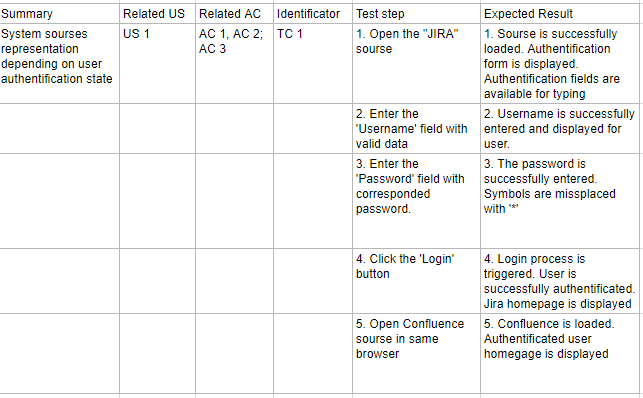 Summary
Related US
Related AC
Identificator
Test step
Expected Result
System sourses
representation
depending on user
authentification state
US 1
AC 1, AC 2;
AC 3
TC 1
1. Open the "JIRA"
sourse
1. Sourse is successfully
loaded. Authentification
form is displayed.
Authentification fields are
available for typing
2. Enter the
'Username' field with
valid data
2. Username is successfully
entered and displayed for
user.
3. Enter the
'Password' field with
corresponded
password.
3. The password is
successfully entered.
Symbols are missplaced
with '*'
4. Click the 'Login'
button
4. Login process is
triggered. User is
successfully authentificated.
Jira homepage is displayed
5. Open Confluence
sourse in same
browser
5. Confluence is loaded.
Authentificated user
homegage is displayed